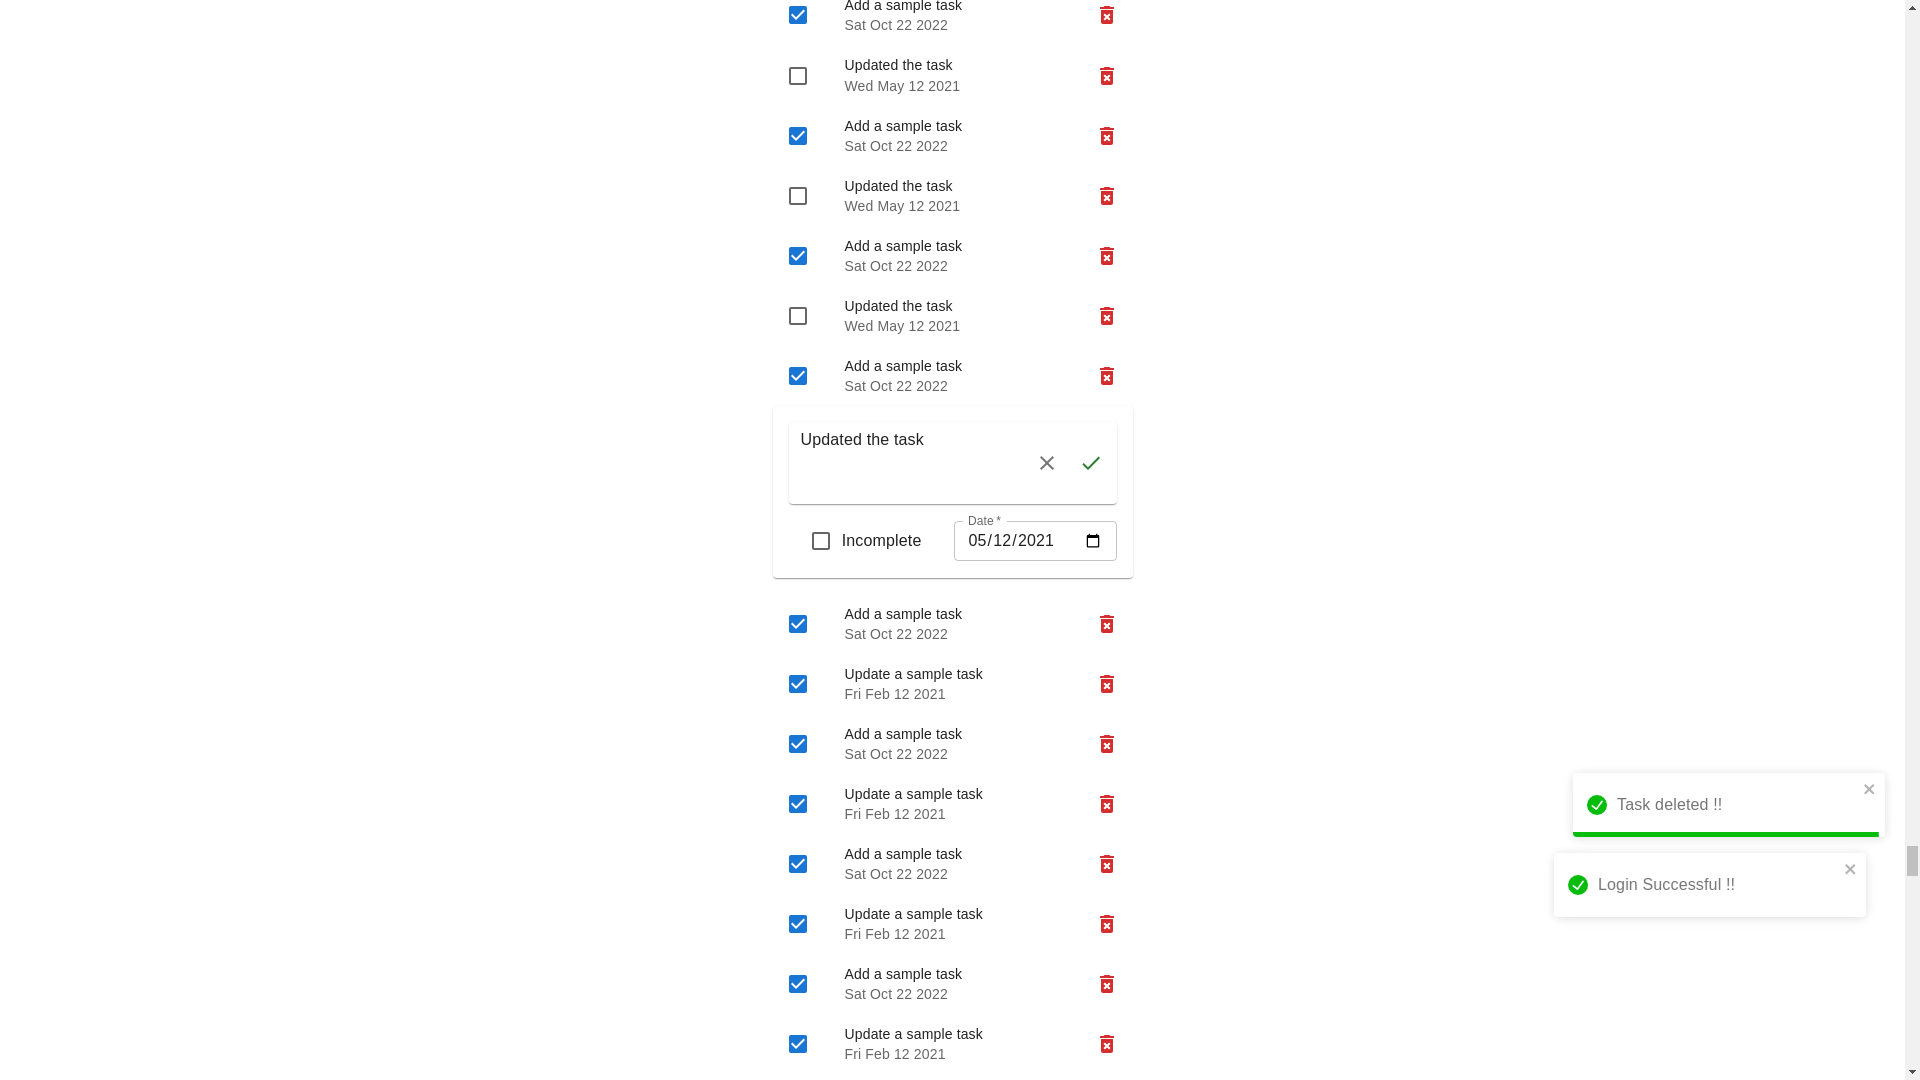 Add a sample task
Sat Oct 22 2022
Updated the task
Wed May 12 2021
Add a sample task
Sat Oct 22 2022
Updated the task
Wed May 12 2021
Add a sample task
Sat Oct 22 2022
Updated the task
Wed May 12 2021
Add a sample task
Sat Oct 22 2022
Updated the task
Date *
Incomplete
05/12/2021
Add a sample task
Sat Oct 22 2022
Update a sample task
Fri Feb 12 2021
Add a sample task
Sat Oct 22 2022
Update a sample task
Fri Feb 12 2021
Add a sample task
Sat Oct 22 2022
Update a sample task
Fri Feb 12 2021
Add a sample task
Sat Oct 22 2022
Update a sample task
Fri Feb 12 2021
Task deleted !!
Login Successful !!